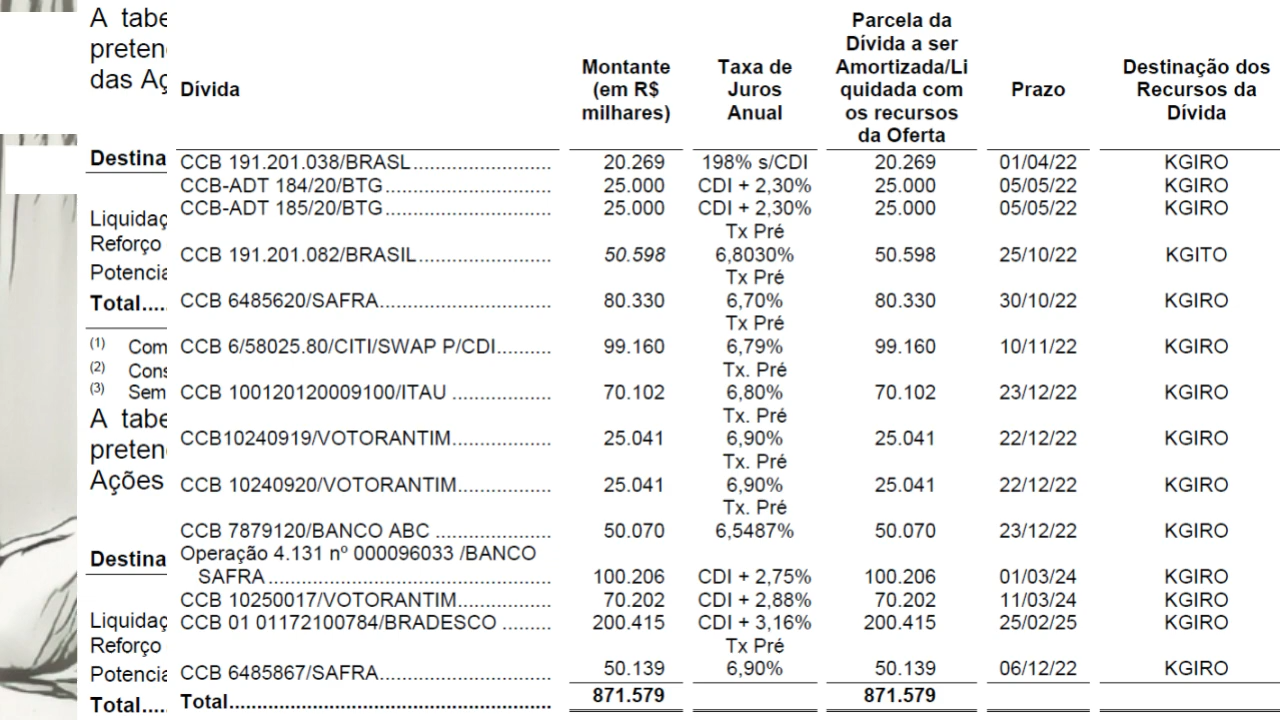 A tabe
preten
das Aç
Destina
Liquidaç
Reforço
Potencia
Total....
(1) Com
(2) Cons
(3) Sem
A tabe
preten
Ações
Destina
Liquidaç
Reforço
Potencia
Total....
Dívida
Montante
(em R$
milhares)
Taxa de
Juros
Anual
Parcela da
Dívida a ser
Amortizada/Li
quidada com
os recursos
da Oferta
Prazo
Destinação dos
Recursos da
Dívida
CCB 191.201.038/BRASL 20.269 198% s/CDI 20.269 01/04/22 KGIRO
CCB-ADT 184/20/BTG 25.000 CDI + 2,30% 25.000 05/05/22 KGIRO
CCB-ADT 185/20/BTG 25.000 CDI + 2,30% 25.000 05/05/22 KGIRO
Tx Pré
CCB 191.201.082/BRASIL 50.598 6,8030% 50.598 25/10/22 KGITO
Tx Pré
CCB 6485620/SAFRA 80.330 6,70% 80.330 30/10/22 KGIRO
Tx Pré
CCB 6/58025.80/CITI/SWAP P/CDI 99.160 6,79% 99.160 10/11/22 KGIRO
Tx. Pré
CCB 100120120009100/ITAU 70.102 6,80% 70.102 23/12/22 KGIRO
Tx. Pré
CCB10240919/VOTORANTIM 25.041 6,90% 25.041 22/12/22 KGIRO
Tx. Pré
CCB 10240920/VOTORANTIM 25.041 6,90% 25.041 22/12/22 KGIRO
Tx. Pré
CCB 7879120/BANCO ABC 50.070 6,5487% 50.070 23/12/22 KGIRO
Operação 4.131 nº 000096033 /BANCO
SAFRA 100.206 CDI + 2,75% 100.206 01/03/24 KGIRO
CCB 10250017/VOTORANTIM 70.202 CDI + 2,88% 70.202 11/03/24 KGIRO
CCB 01 01172100784/BRADESCO 200.415 CDI + 3,16% 200.415 25/02/25 KGIRO
Tx Pré
CCB 6485867/SAFRA 50.139 6,90% 50.139 06/12/22 KGIRO
Total 871.579 871.579